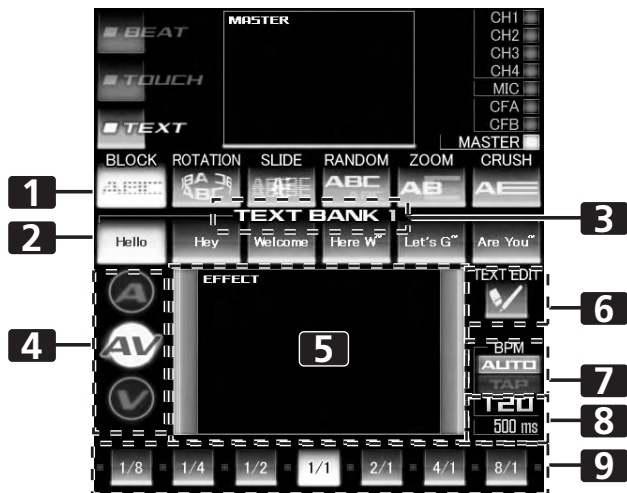 BEAT
MASTER
CH1
CH2
CH3
CH4
TOUCH
MIC
CFA
CFB
TEXT
MASTER
BLOCK ROTATION SLIDE RANDOM ZOOM CRUSH
1
ABC
AB
TEXT BANK 1
3
2
Hello Hey Welcome Here W~ Let's G~ Are You~
EFFECT
TEXT EDIT
6
A
4
AV
5
BPM
AUTO
7
TAP
V
120
8
500 ms
1/8 1/4 1/2 1/1 2/1 4/1 8/1
9